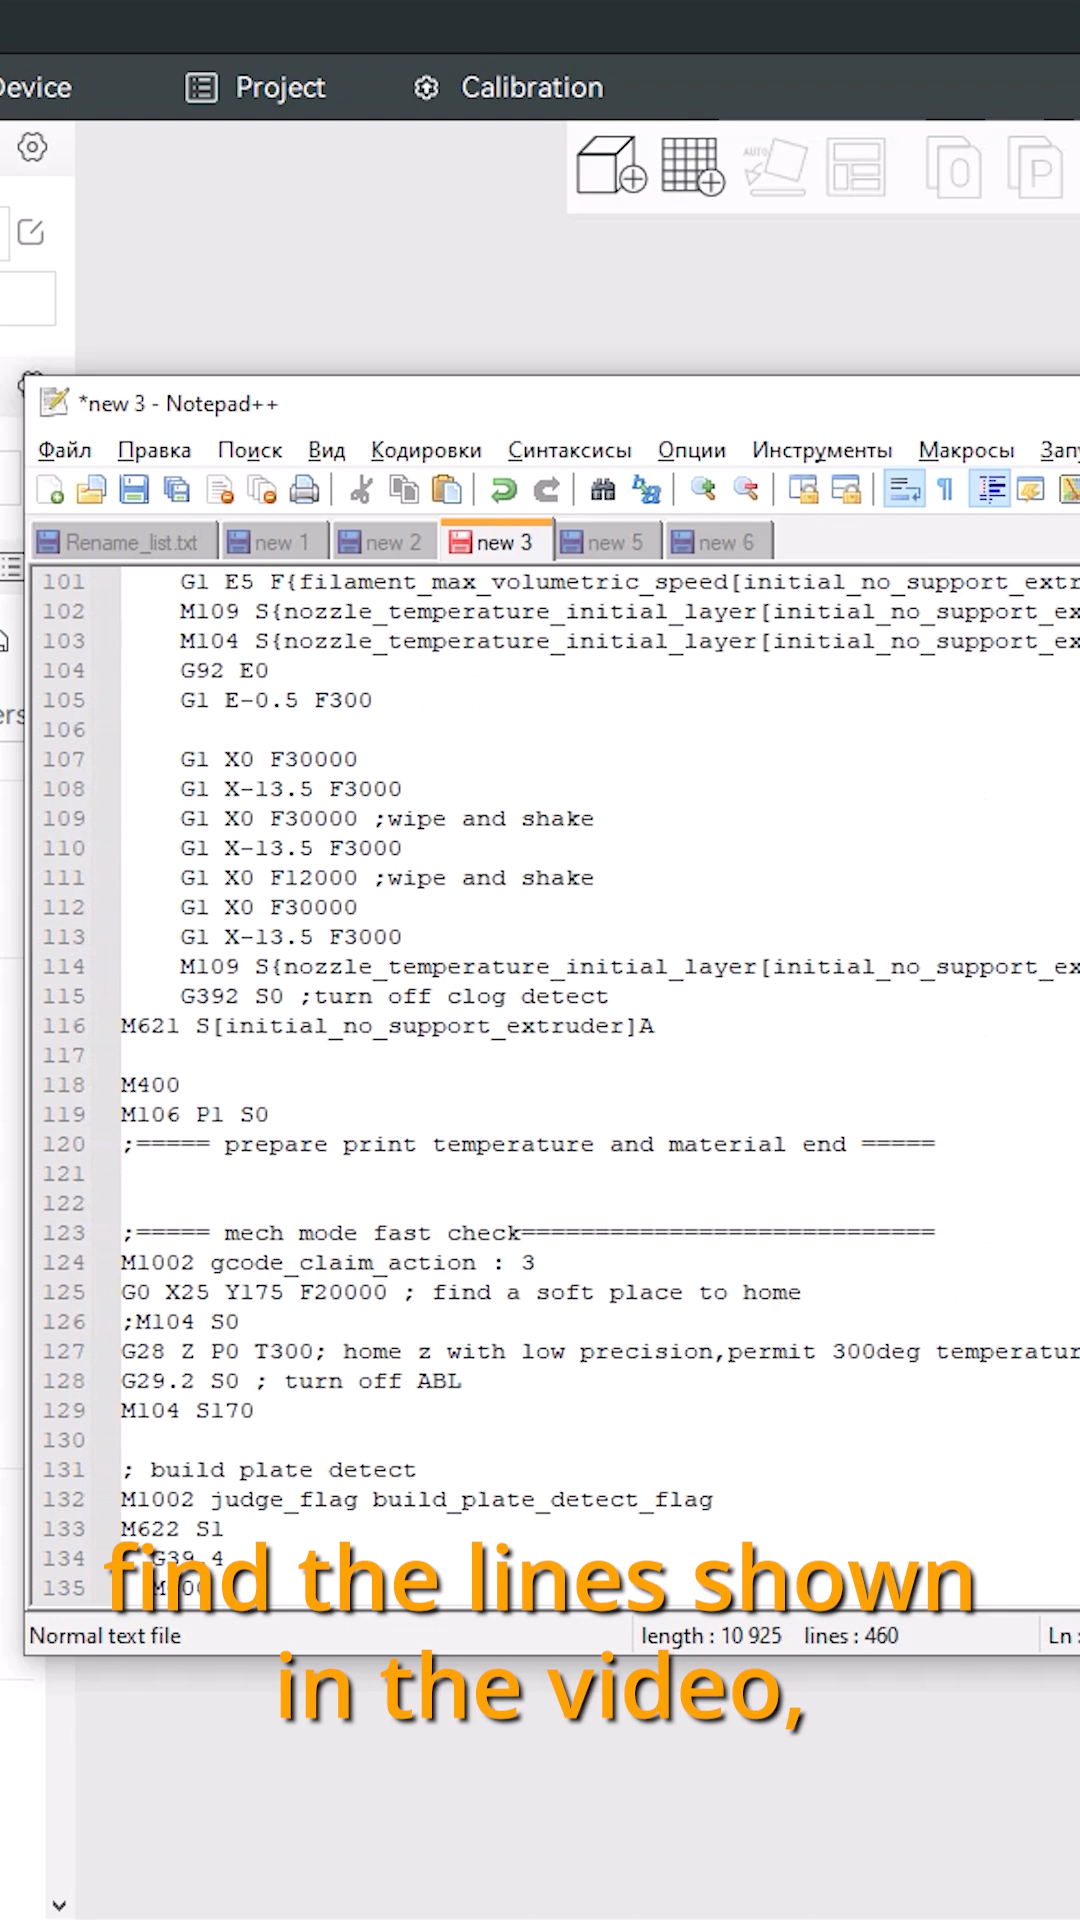 Device Project Calibration
AUTO
O P
*new 3 - Notepad++
Файл Правка Поиск Вид Кодировки Синтаксисы Опции Инструменты Макросы Запу
Rename_list.txt new 1 new 2 new 3 new 5 new 6
101 G1 E5 F{filament_max_volumetric_speed[initial_no_support_extr
102 M109 S{nozzle_temperature_initial_layer[initial_no_support_ex
103 M104 S{nozzle_temperature_initial_layer[initial_no_support_ex
104 G92 E0
105 G1 E-0.5 F300
106
107 G1 X0 F30000
108 G1 X-13.5 F3000
109 G1 X0 F30000 ;wipe and shake
110 G1 X-13.5 F3000
111 G1 X0 F12000 ;wipe and shake
112 G1 X0 F30000
113 G1 X-13.5 F3000
114 M109 S{nozzle_temperature_initial_layer[initial_no_support_ex
115 G392 S0 ;turn off clog detect
116 M621 S[initial_no_support_extruder]A
117
118 M400
119 M106 P1 S0
120 ;===== prepare print temperature and material end =====
121
122
123 ;===== mech mode fast check============================
124 M1002 gcode_claim_action : 3
125 G0 X25 Y175 F20000 ; find a soft place to home
126 ;M104 S0
127 G28 Z P0 T300; home z with low precision,permit 300deg temperatur
128 G29.2 S0 ; turn off ABL
129 M104 S170
130
131 ; build plate detect
132 M1002 judge_flag build_plate_detect_flag
133 M622 S1
134 G39.4
135
find the lines shown
Normal text file length : 10 925 lines : 460 Ln :
in the video,